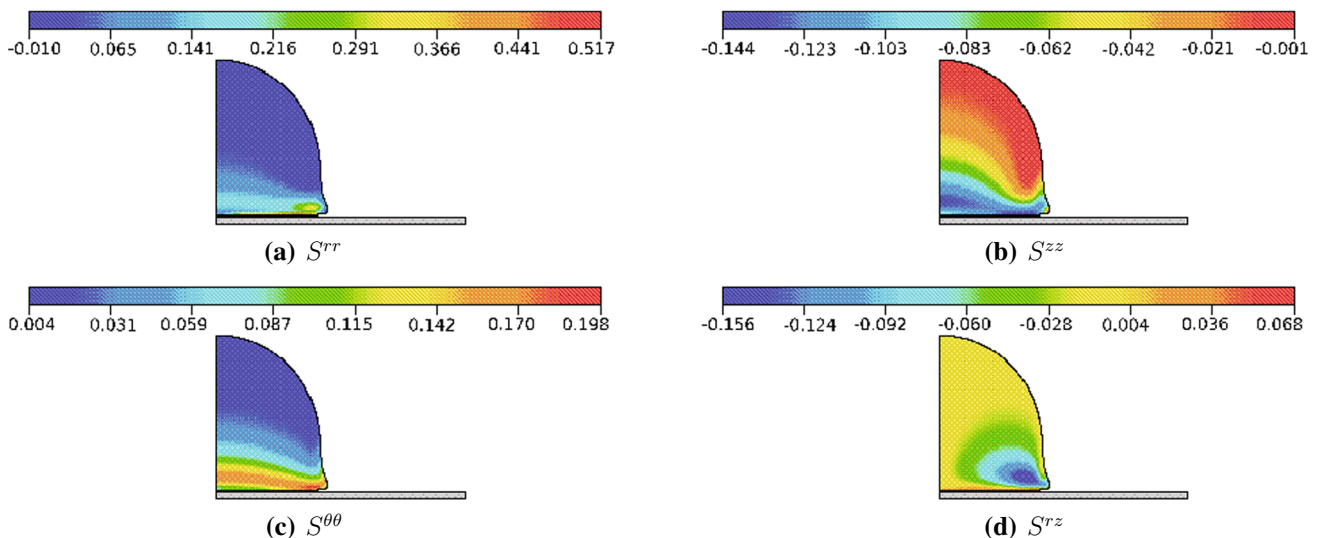 -0.010 0.065 0.141 0.216 0.291 0.366 0.441 0.517
-0.144 -0.123 -0.103 -0.083 -0.062 -0.042 -0.021 -0.001
(a) S^{rr}
(b) S^{zz}
0.004 0.031 0.059 0.087 0.115 0.142 0.170 0.198
-0.156 -0.124 -0.092 -0.060 -0.028 0.004 0.036 0.068
(c) S^{θθ}
(d) S^{rz}